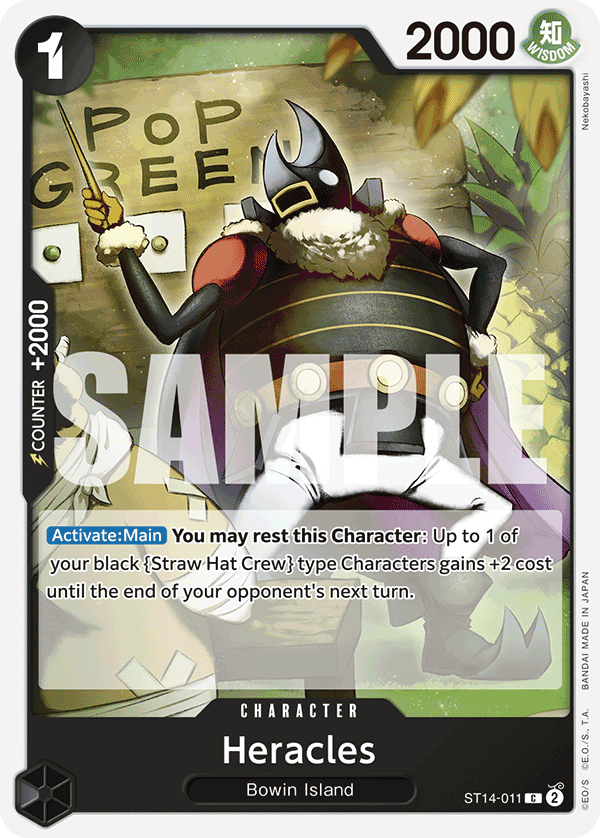 1
2000
知
WISDOM
Nekobayashi
POP
GREEN
COUNTER +2000
SAMPLE
Activate:Main You may rest this Character: Up to 1 of
your black {Straw Hat Crew} type Characters gains +2 cost
until the end of your opponent's next turn.
CHARACTER
Heracles
Bowin Island
ST14-011 C 2
©EO/S ©E.O./S., T.A. BANDAI MADE IN JAPAN